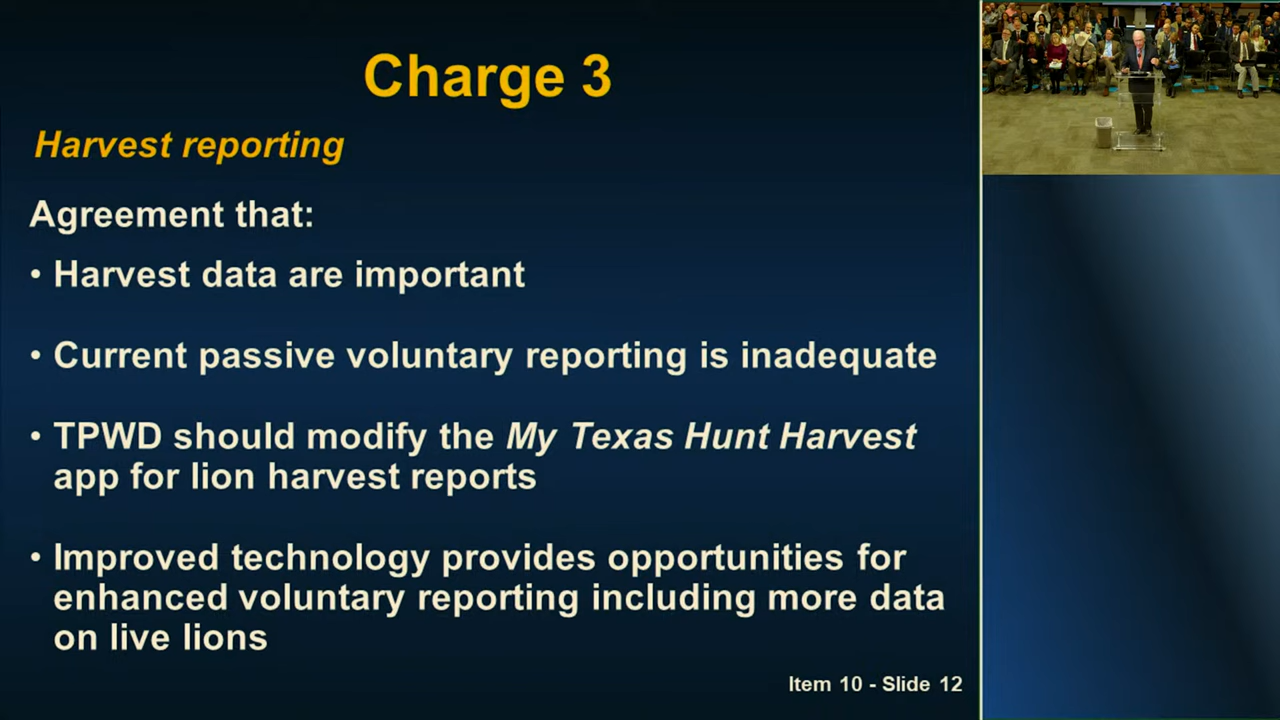 Charge 3
Harvest reporting
Agreement that:
• Harvest data are important
• Current passive voluntary reporting is inadequate
• TPWD should modify the My Texas Hunt Harvest
app for lion harvest reports
• Improved technology provides opportunities for
enhanced voluntary reporting including more data
on live lions
Item 10 - Slide 12